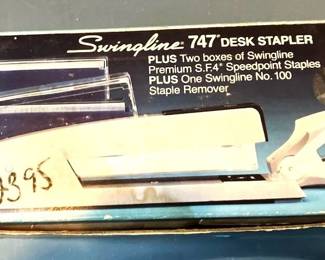 Swingline 747® DESK STAPLER
PLUS Two boxes of Swingline
Premium S.F.4® Speedpoint Staples
PLUS One Swingline No. 100
Staple Remover